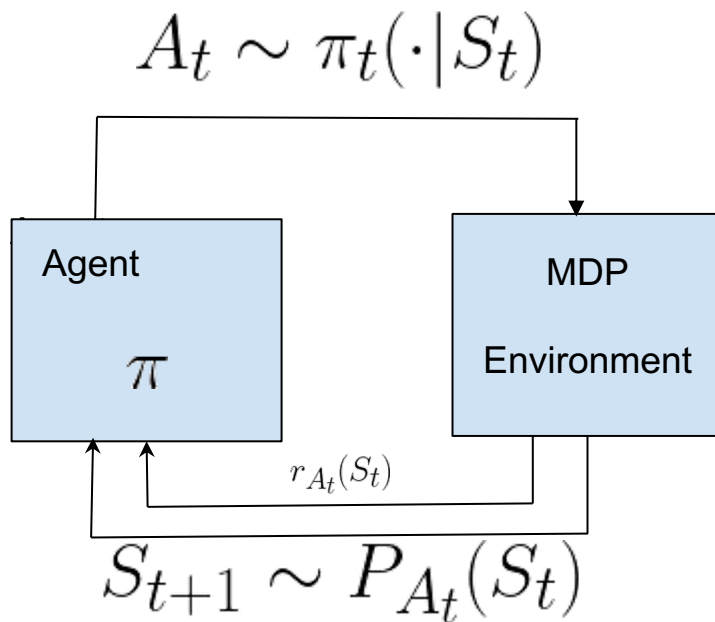 A_t ∼ π_t(·|S_t)
Agent
π
MDP
Environment
r_{A_t}(S_t)
S_{t+1} ∼ P_{A_t}(S_t)